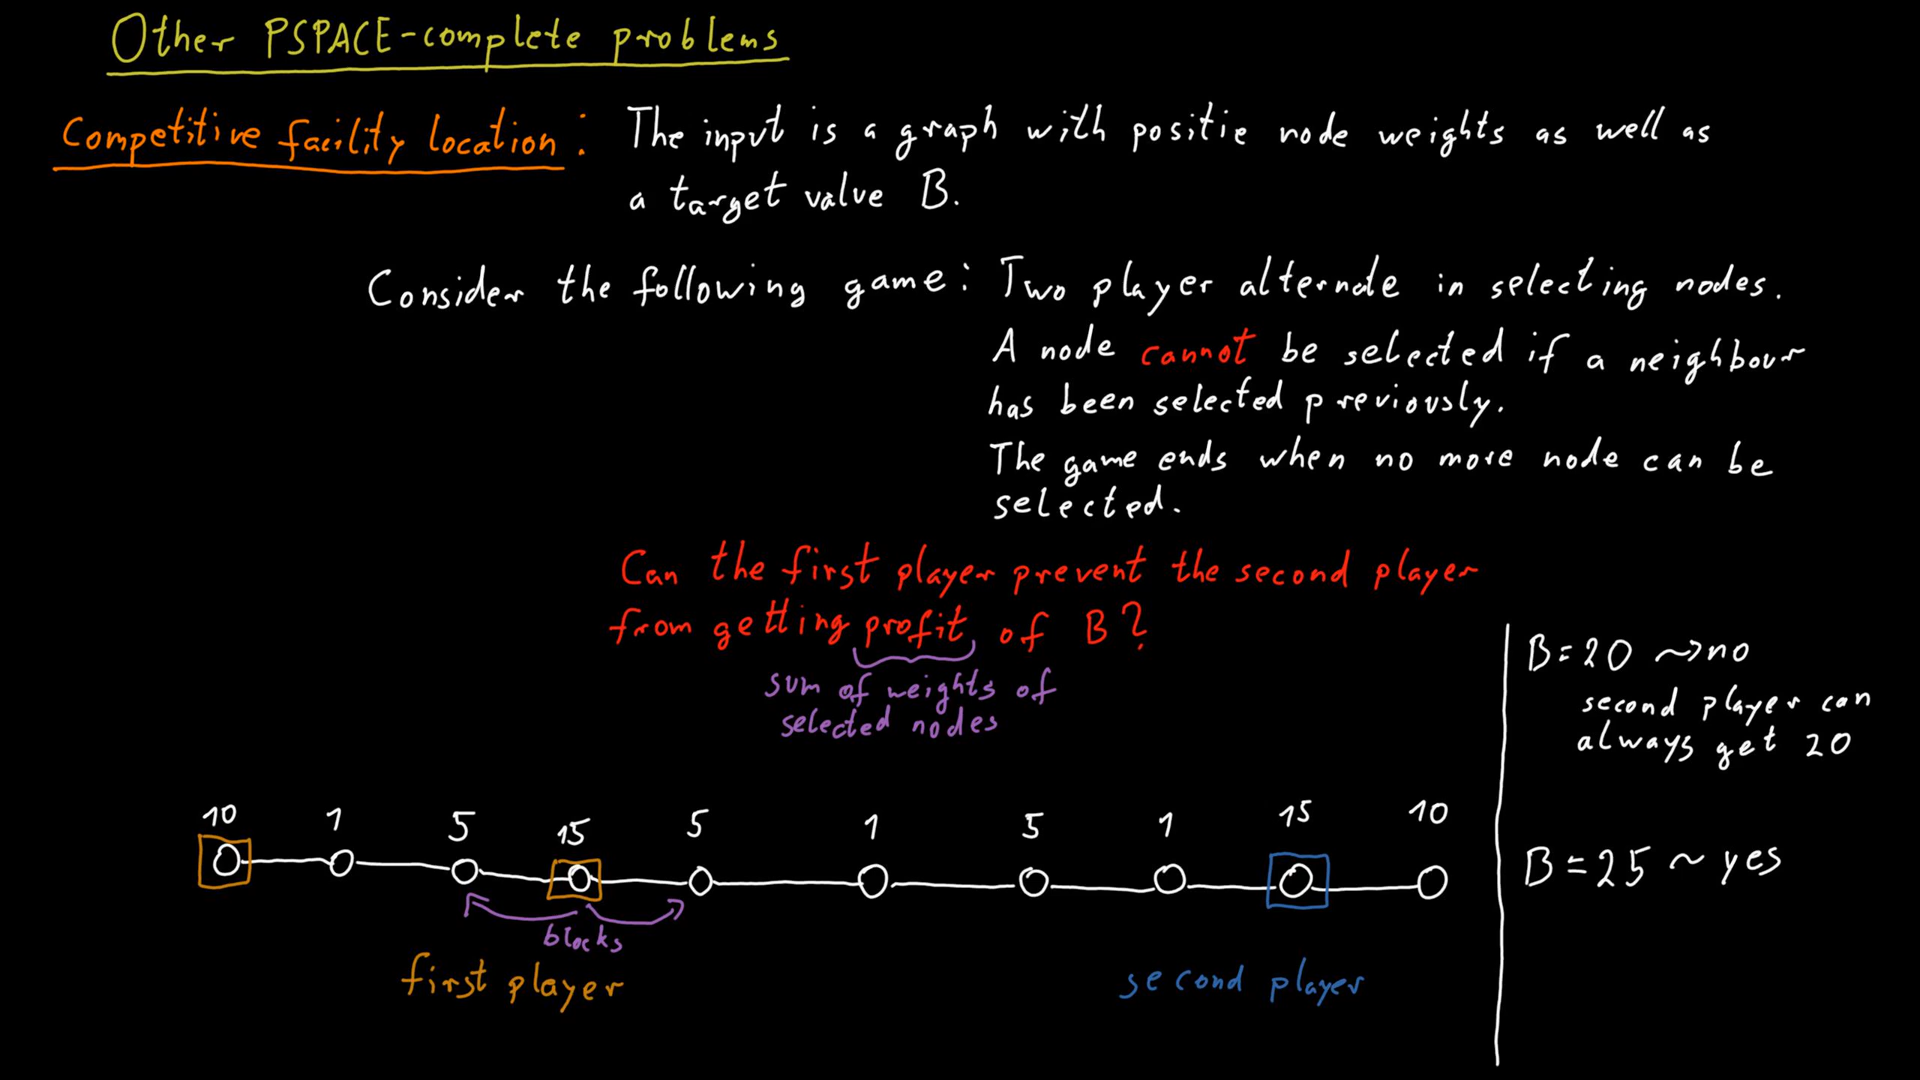 Other PSPACE-complete problems
Competitive facility location: The input is a graph with positie node weights as well as
a target value B.
Consider the following game: Two player alternate in selecting nodes.
A node cannot be selected if a neighbour
has been selected previously.
The game ends when no more node can be
selected.
Can the first player prevent the second player
from getting profit of B?
sum of weights of
selected nodes
B=20 ~> no
second player can
always get 20
B=25 ~ yes
10 1 5 15 5 1 5 1 15 10
blocks
first player
second player